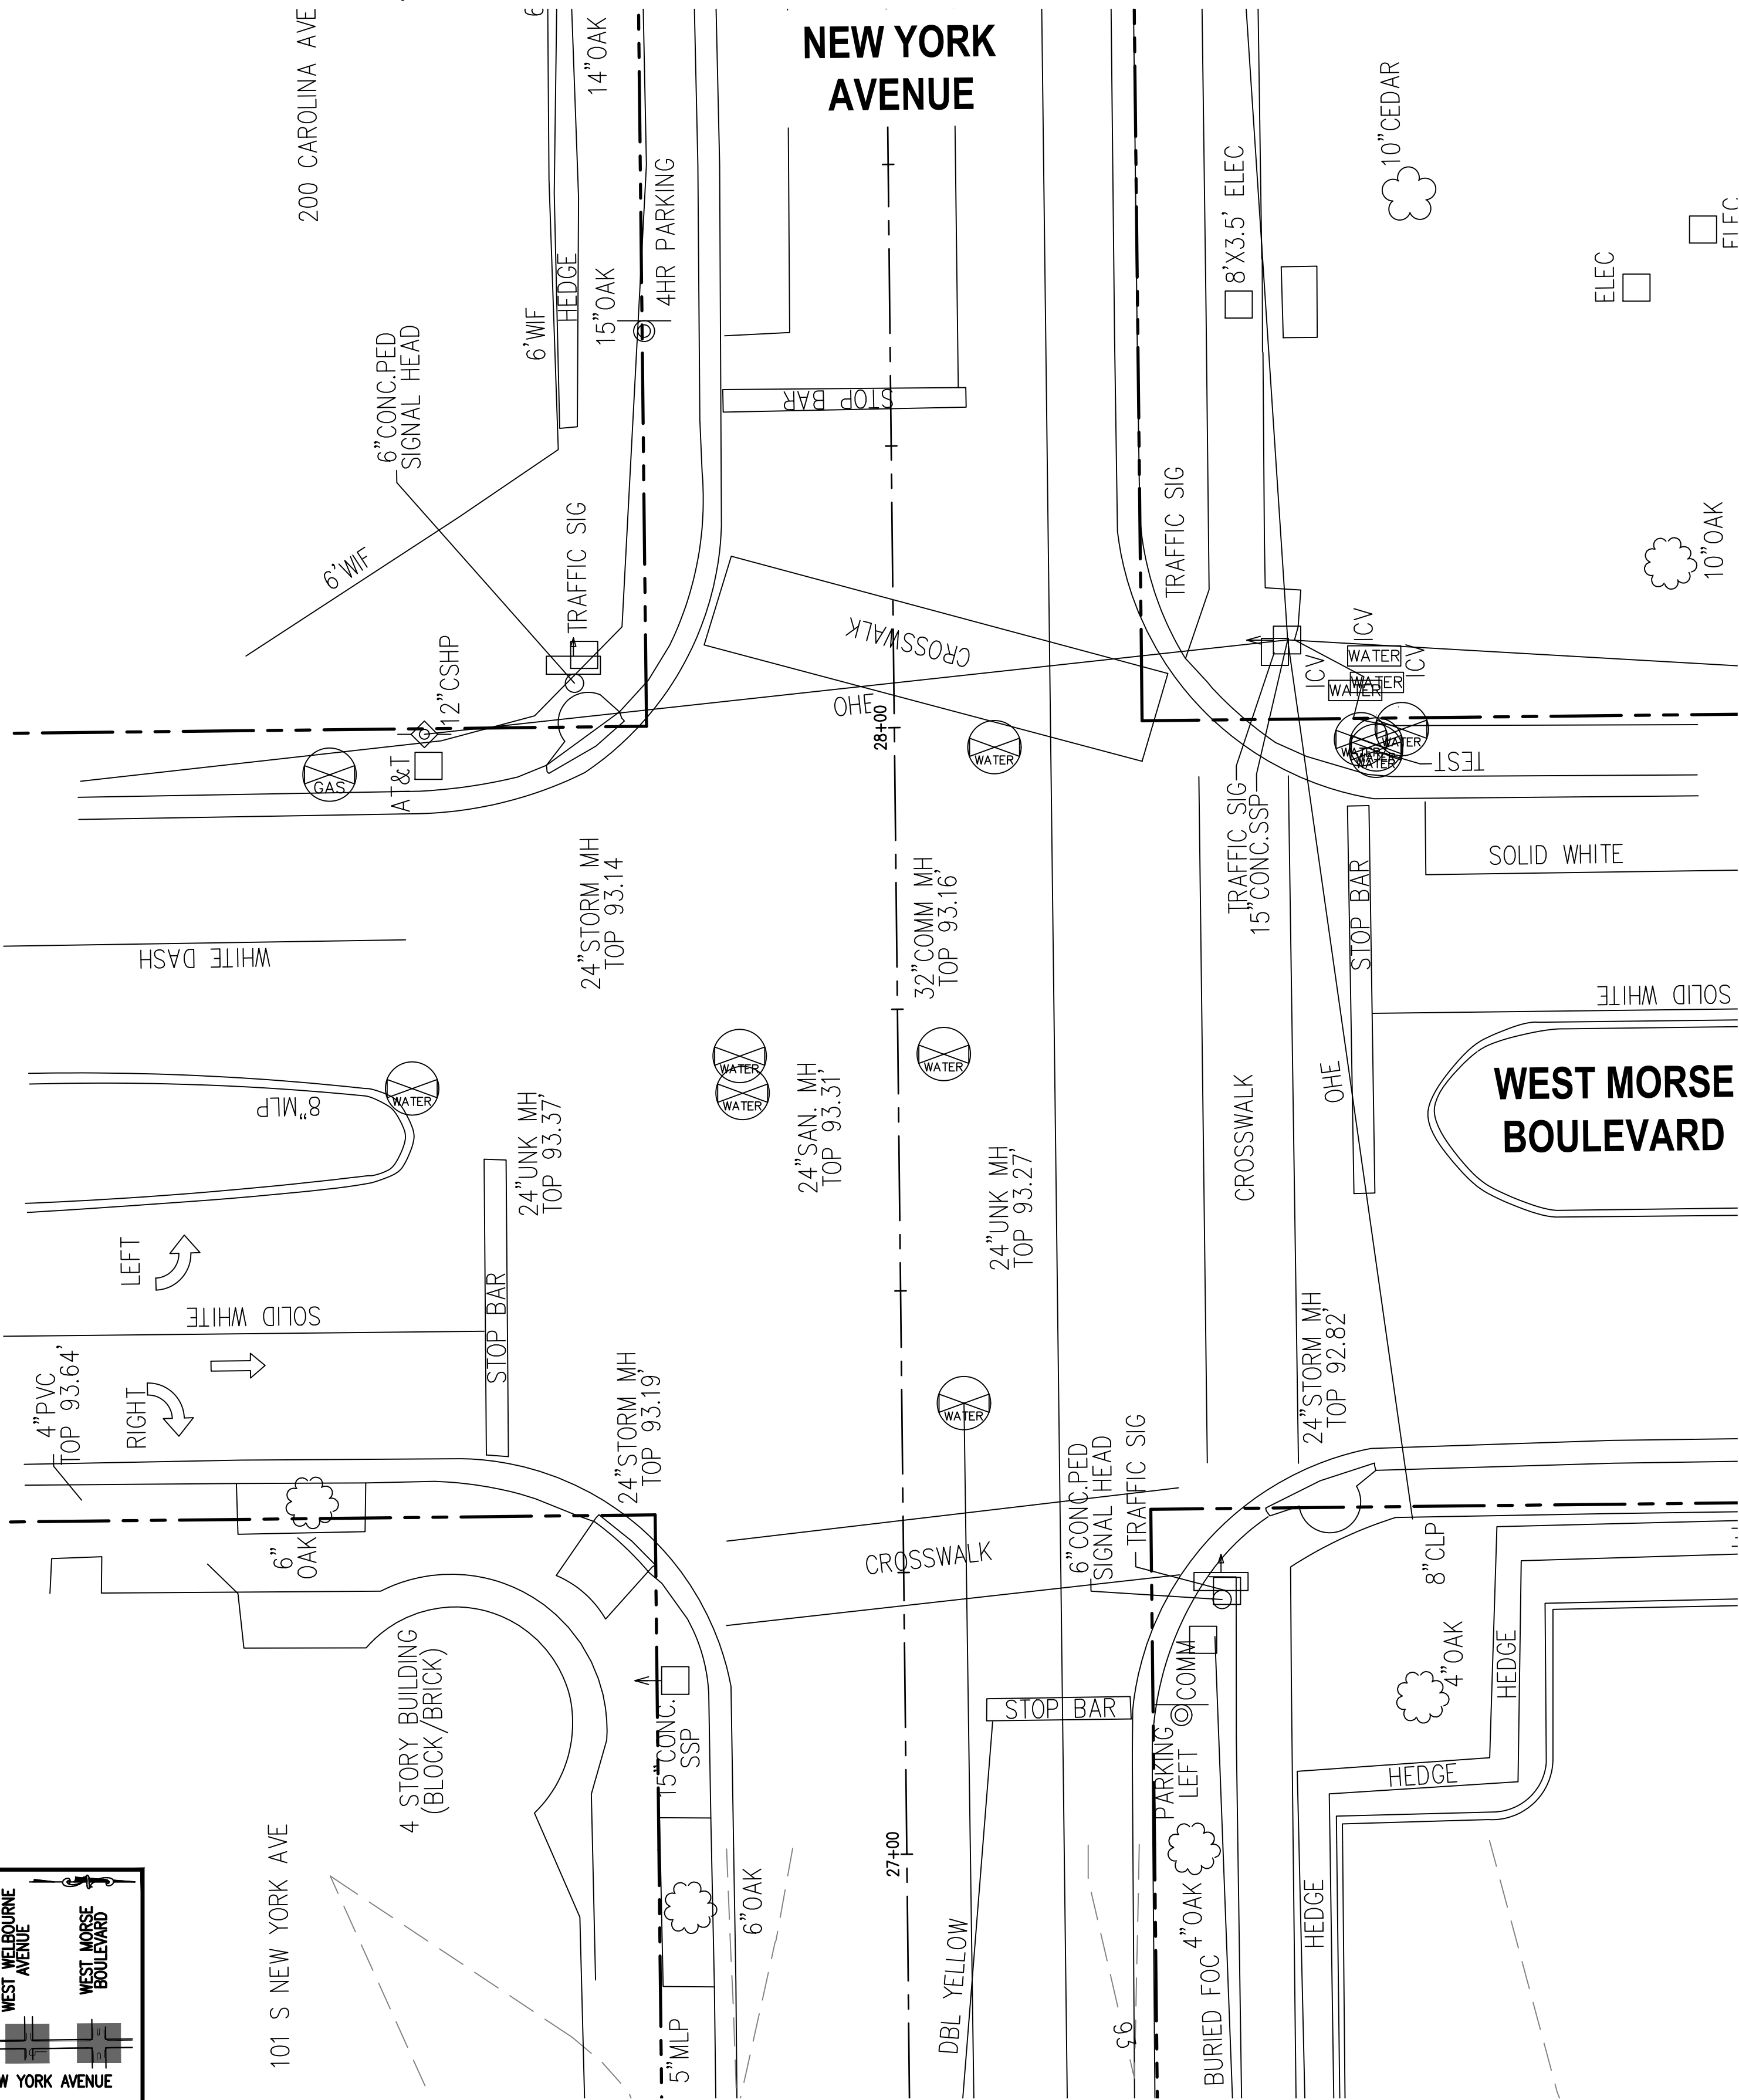 NEW YORK
AVENUE
200 CAROLINA AVE
14"OAK
HEDGE
6'WIF
15"OAK
4HR PARKING
6"CONC.PED
SIGNAL HEAD
STOP BAR
8'X3.5' ELEC
10"CEDAR
ELEC
ELEC
10"OAK
6'WIF
TRAFFIC SIG
12"CSHP
GAS
AT&T
CROSSWALK
OHE
28+00
WATER
TRAFFIC SIG
ICV
ICV
ICV
WATER
WATER
WATER
WATER
WATER
WATER
WATER
TEST
TRAFFIC SIG
15"CONC.SSP
STOP BAR
SOLID WHITE
24"STORM MH
TOP 93.14
32"COMM MH
TOP 93.16'
WHITE DASH
SOLID WHITE
8"MLP
WATER
WATER
WATER
WATER
24"UNK MH
TOP 93.37'
24"SAN. MH
TOP 93.31'
24"UNK MH
TOP 93.27'
CROSSWALK
OHE
WEST MORSE
BOULEVARD
LEFT
SOLID WHITE
STOP BAR
4"PVC
TOP 93.64'
RIGHT
24"STORM MH
TOP 93.19'
WATER
24"STORM MH
TOP 92.82'
6"
OAK
CROSSWALK
6"CONC.PED
SIGNAL HEAD
TRAFFIC SIG
8"CLP
4 STORY BUILDING
(BLOCK/BRICK)
15"CONC.
SSP
STOP BAR
COMM
PARKING
LEFT
4"OAK
HEDGE
HEDGE
HEDGE
101 S NEW YORK AVE
27+00
6"OAK
5"MLP
DBL YELLOW
93
4"OAK
BURIED FOC
WEST WELBOURNE
AVENUE
WEST MORSE
BOULEVARD
YORK AVENUE